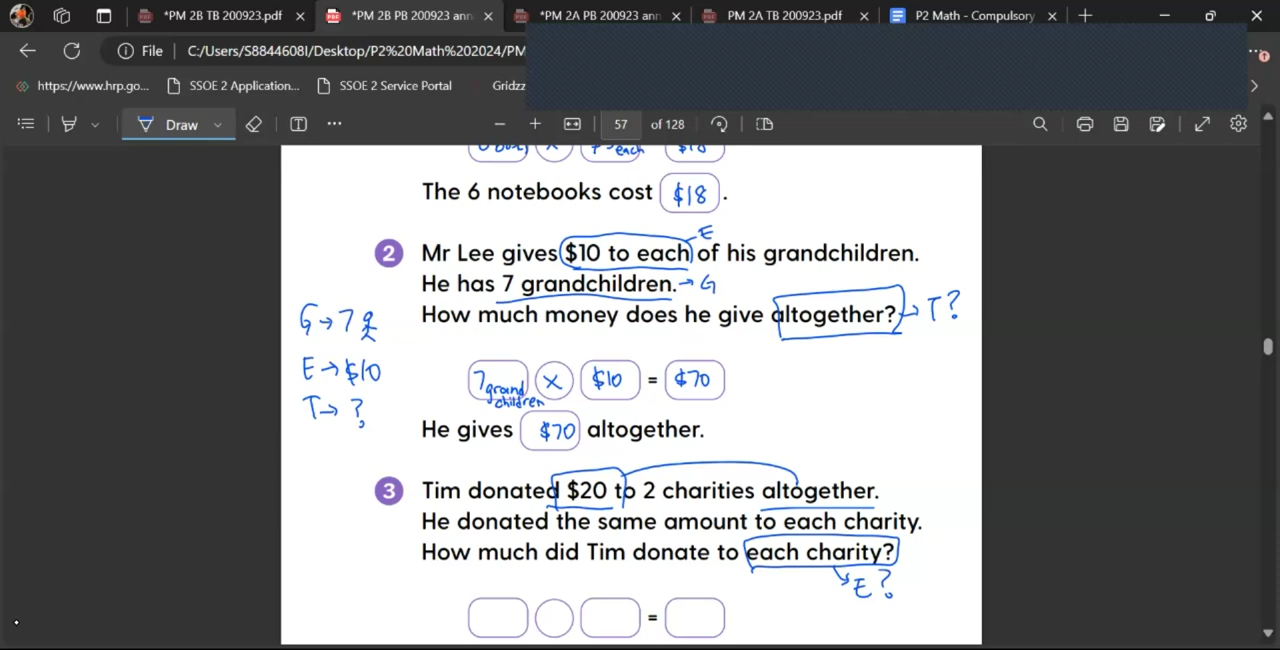 *PM 2B TB 200923.pdf
*PM 2B PB 200923 ann
*PM 2A PB 200923 ann
PM 2A TB 200923.pdf
P2 Math - Compulsory
File
C:/Users/S8844608I/Desktop/P2%20Math%202024/PM
https://www.hrp.go...
SSOE 2 Application...
SSOE 2 Service Portal
Gridzz
Draw
57 of 128
each $18
The 6 notebooks cost $18.
E
2 Mr Lee gives $10 to each of his grandchildren.
He has 7 grandchildren. → G
How much money does he give altogether? → T?
G → 7
E → $10
T → ?
7 grand children × $10 = $70
He gives $70 altogether.
3 Tim donated $20 to 2 charities altogether.
He donated the same amount to each charity.
How much did Tim donate to each charity?
E?
=